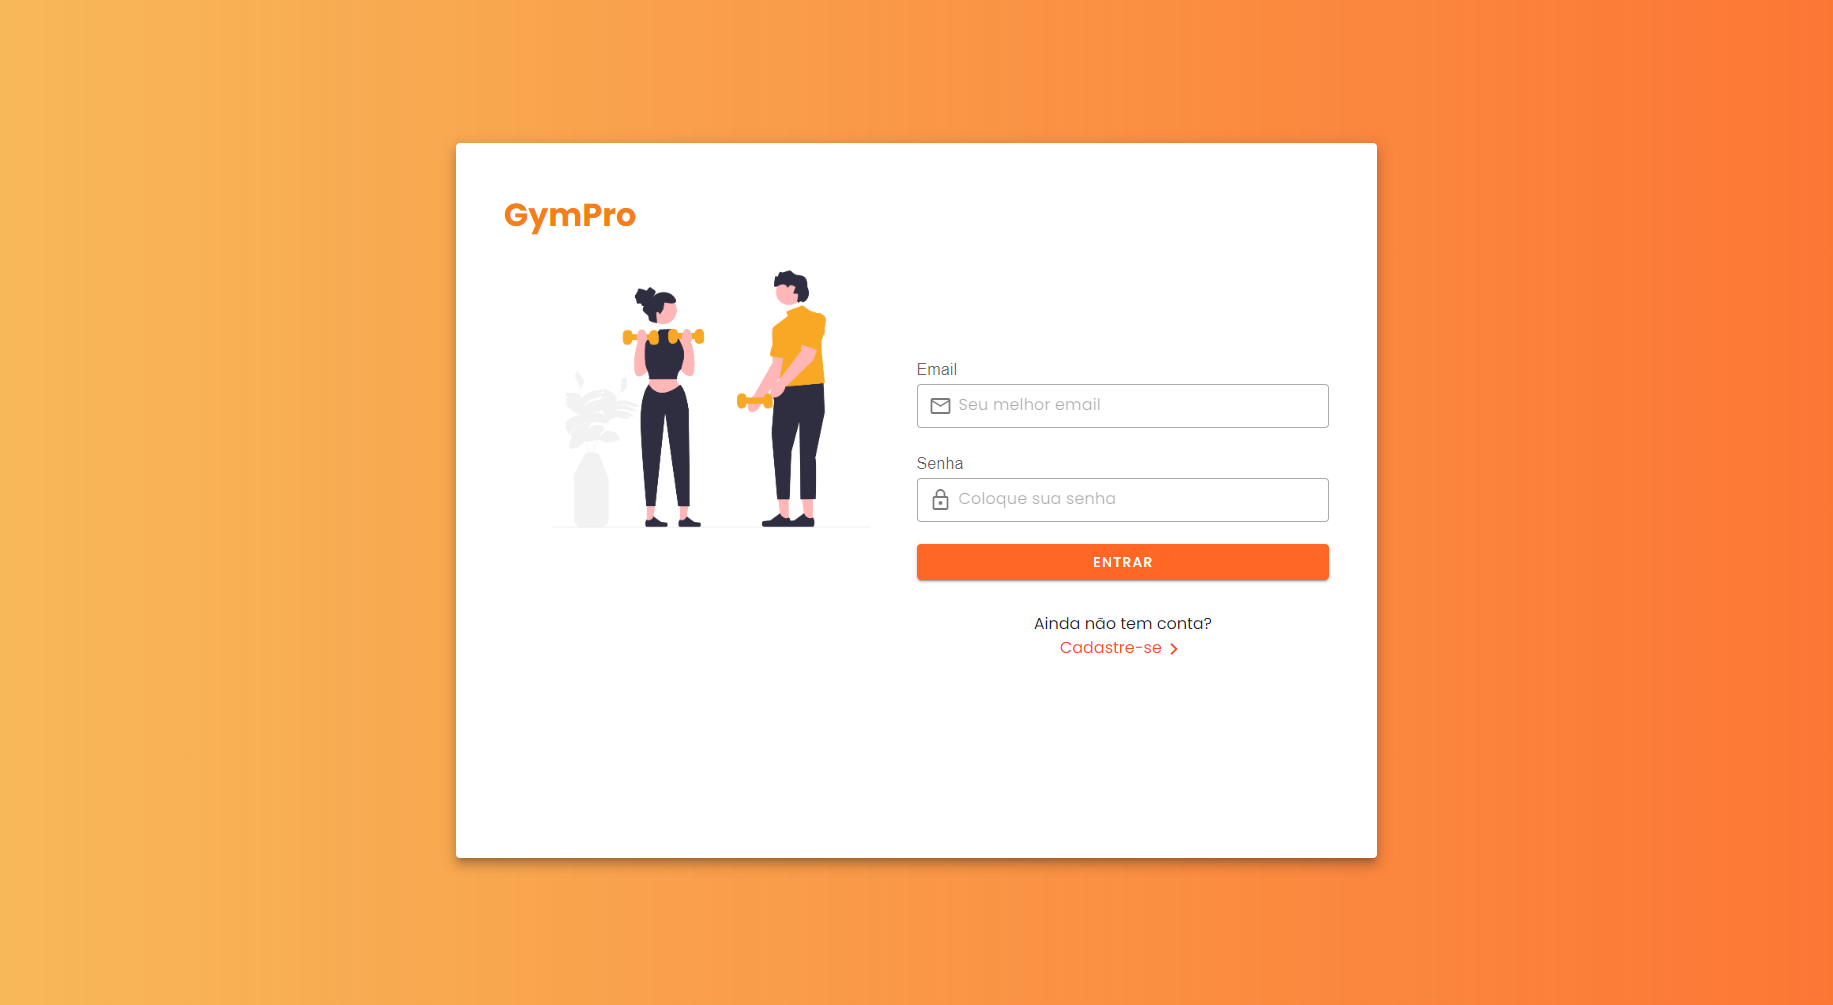 GymPro
Email
Seu melhor email
Senha
Coloque sua senha
ENTRAR
Ainda não tem conta?
Cadastre-se